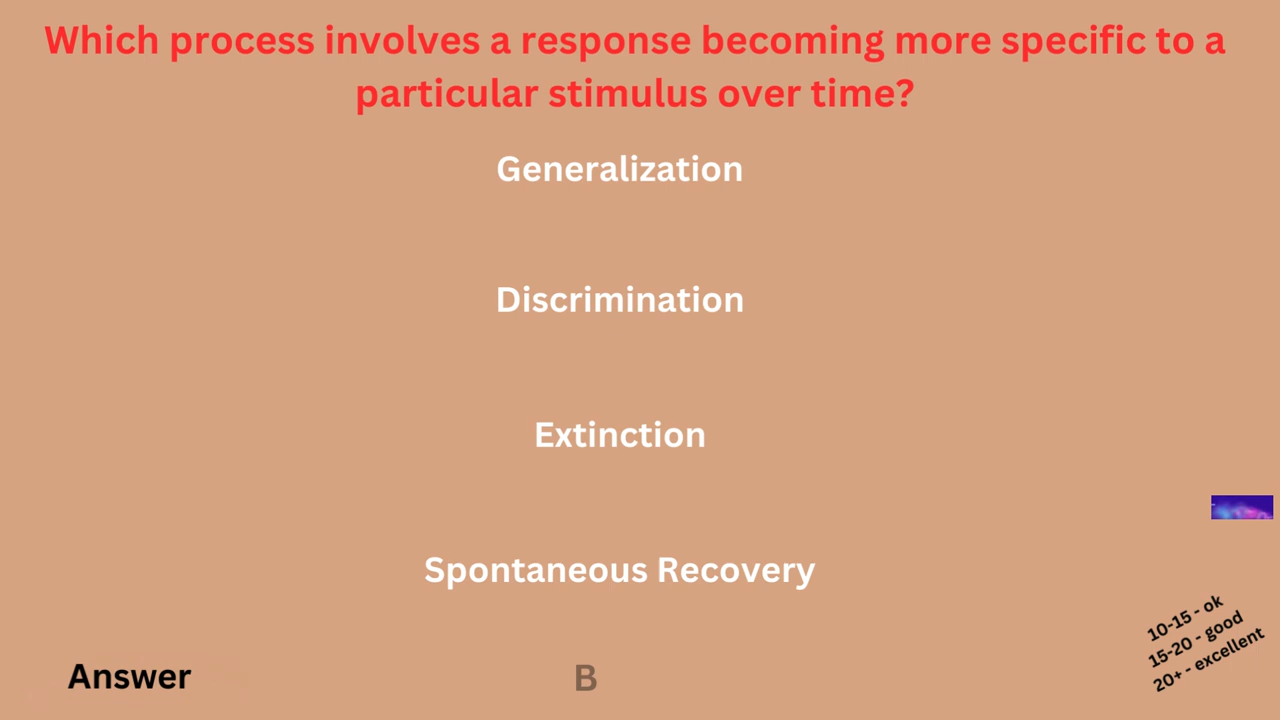 Which process involves a response becoming more specific to a
particular stimulus over time?
Generalization
Discrimination
Extinction
Spontaneous Recovery
Answer
B
10-15 - ok
15-20 - good
20+ - excellent